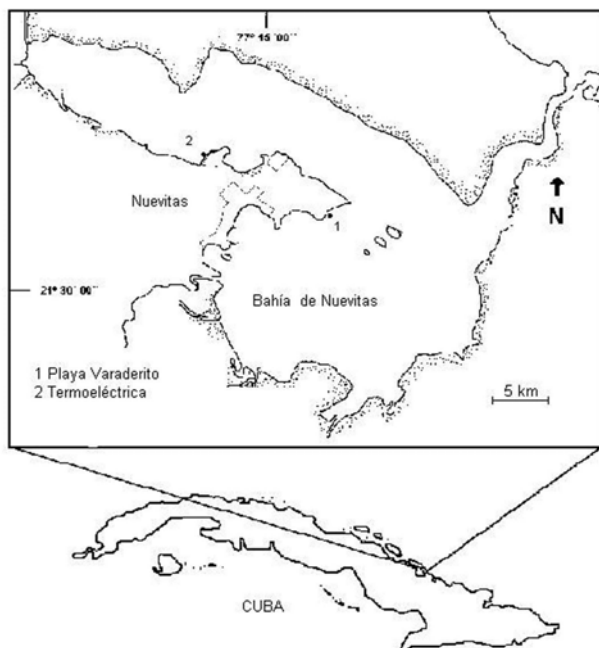 77° 15´ 00´´
2
Nuevitas
1
N
21° 30´ 00´´
Bahía de Nuevitas
1 Playa Varaderito
2 Termoeléctrica
5 km
CUBA